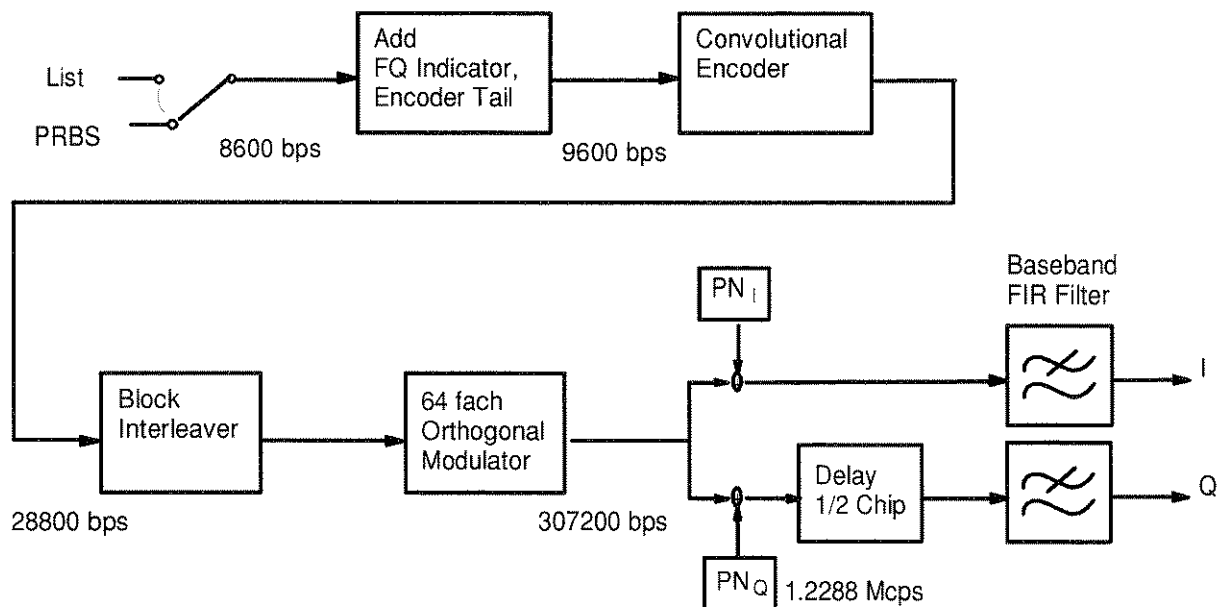 Add
FQ Indicator,
Encoder Tail
Convolutional
Encoder
List
PRBS
8600 bps
9600 bps
Baseband
FIR Filter
PN I
Block
Interleaver
64 fach
Orthogonal
Modulator
I
Delay
1/2 Chip
Q
28800 bps
307200 bps
PN Q
1.2288 Mcps